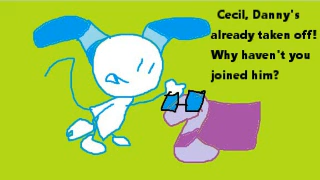 Cecil, Danny's
already taken off!
Why haven't you
joined him?